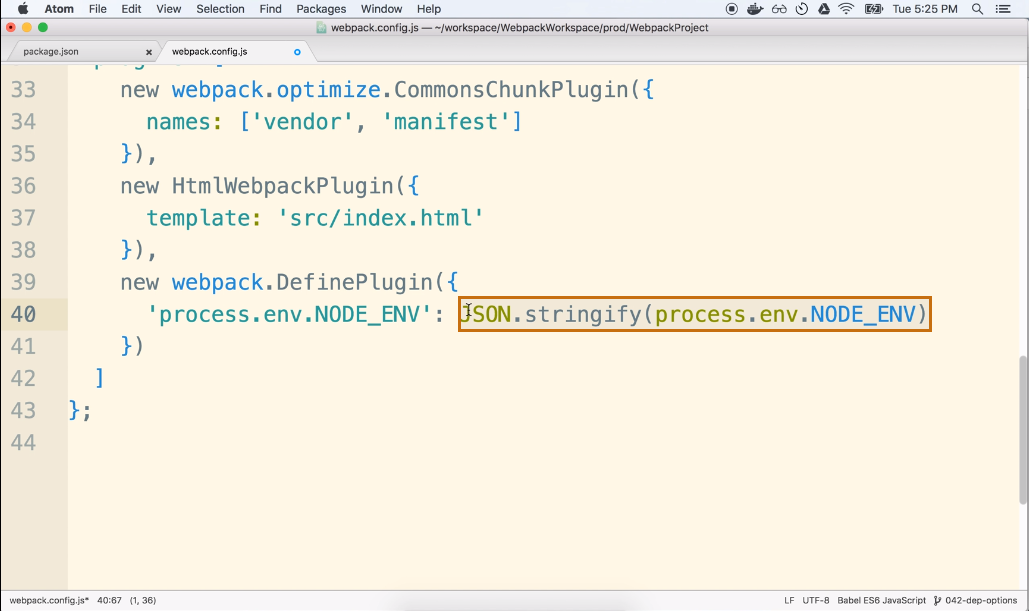 Atom File Edit View Selection Find Packages Window Help Tue 5:25 PM
webpack.config.js — ~/workspace/WebpackWorkspace/prod/WebpackProject
package.json webpack.config.js
33 new webpack.optimize.CommonsChunkPlugin({
34 names: ['vendor', 'manifest']
35 }),
36 new HtmlWebpackPlugin({
37 template: 'src/index.html'
38 }),
39 new webpack.DefinePlugin({
40 'process.env.NODE_ENV': JSON.stringify(process.env.NODE_ENV)
41 })
42 ]
43 };
44
webpack.config.js* 40:67 (1, 36) LF UTF-8 Babel ES6 JavaScript 042-dep-options